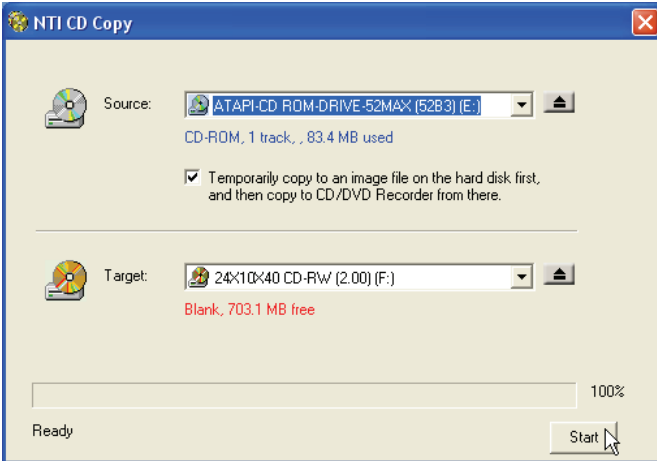 NTI CD Copy
Source:
ATAPI-CD ROM-DRIVE-52MAX (52B3) (E:)
CD-ROM, 1 track, , 83.4 MB used
Temporarily copy to an image file on the hard disk first,
and then copy to CD/DVD Recorder from there.
Target:
24X10X40 CD-RW (2.00) (F:)
Blank, 703.1 MB free
100%
Ready
Start